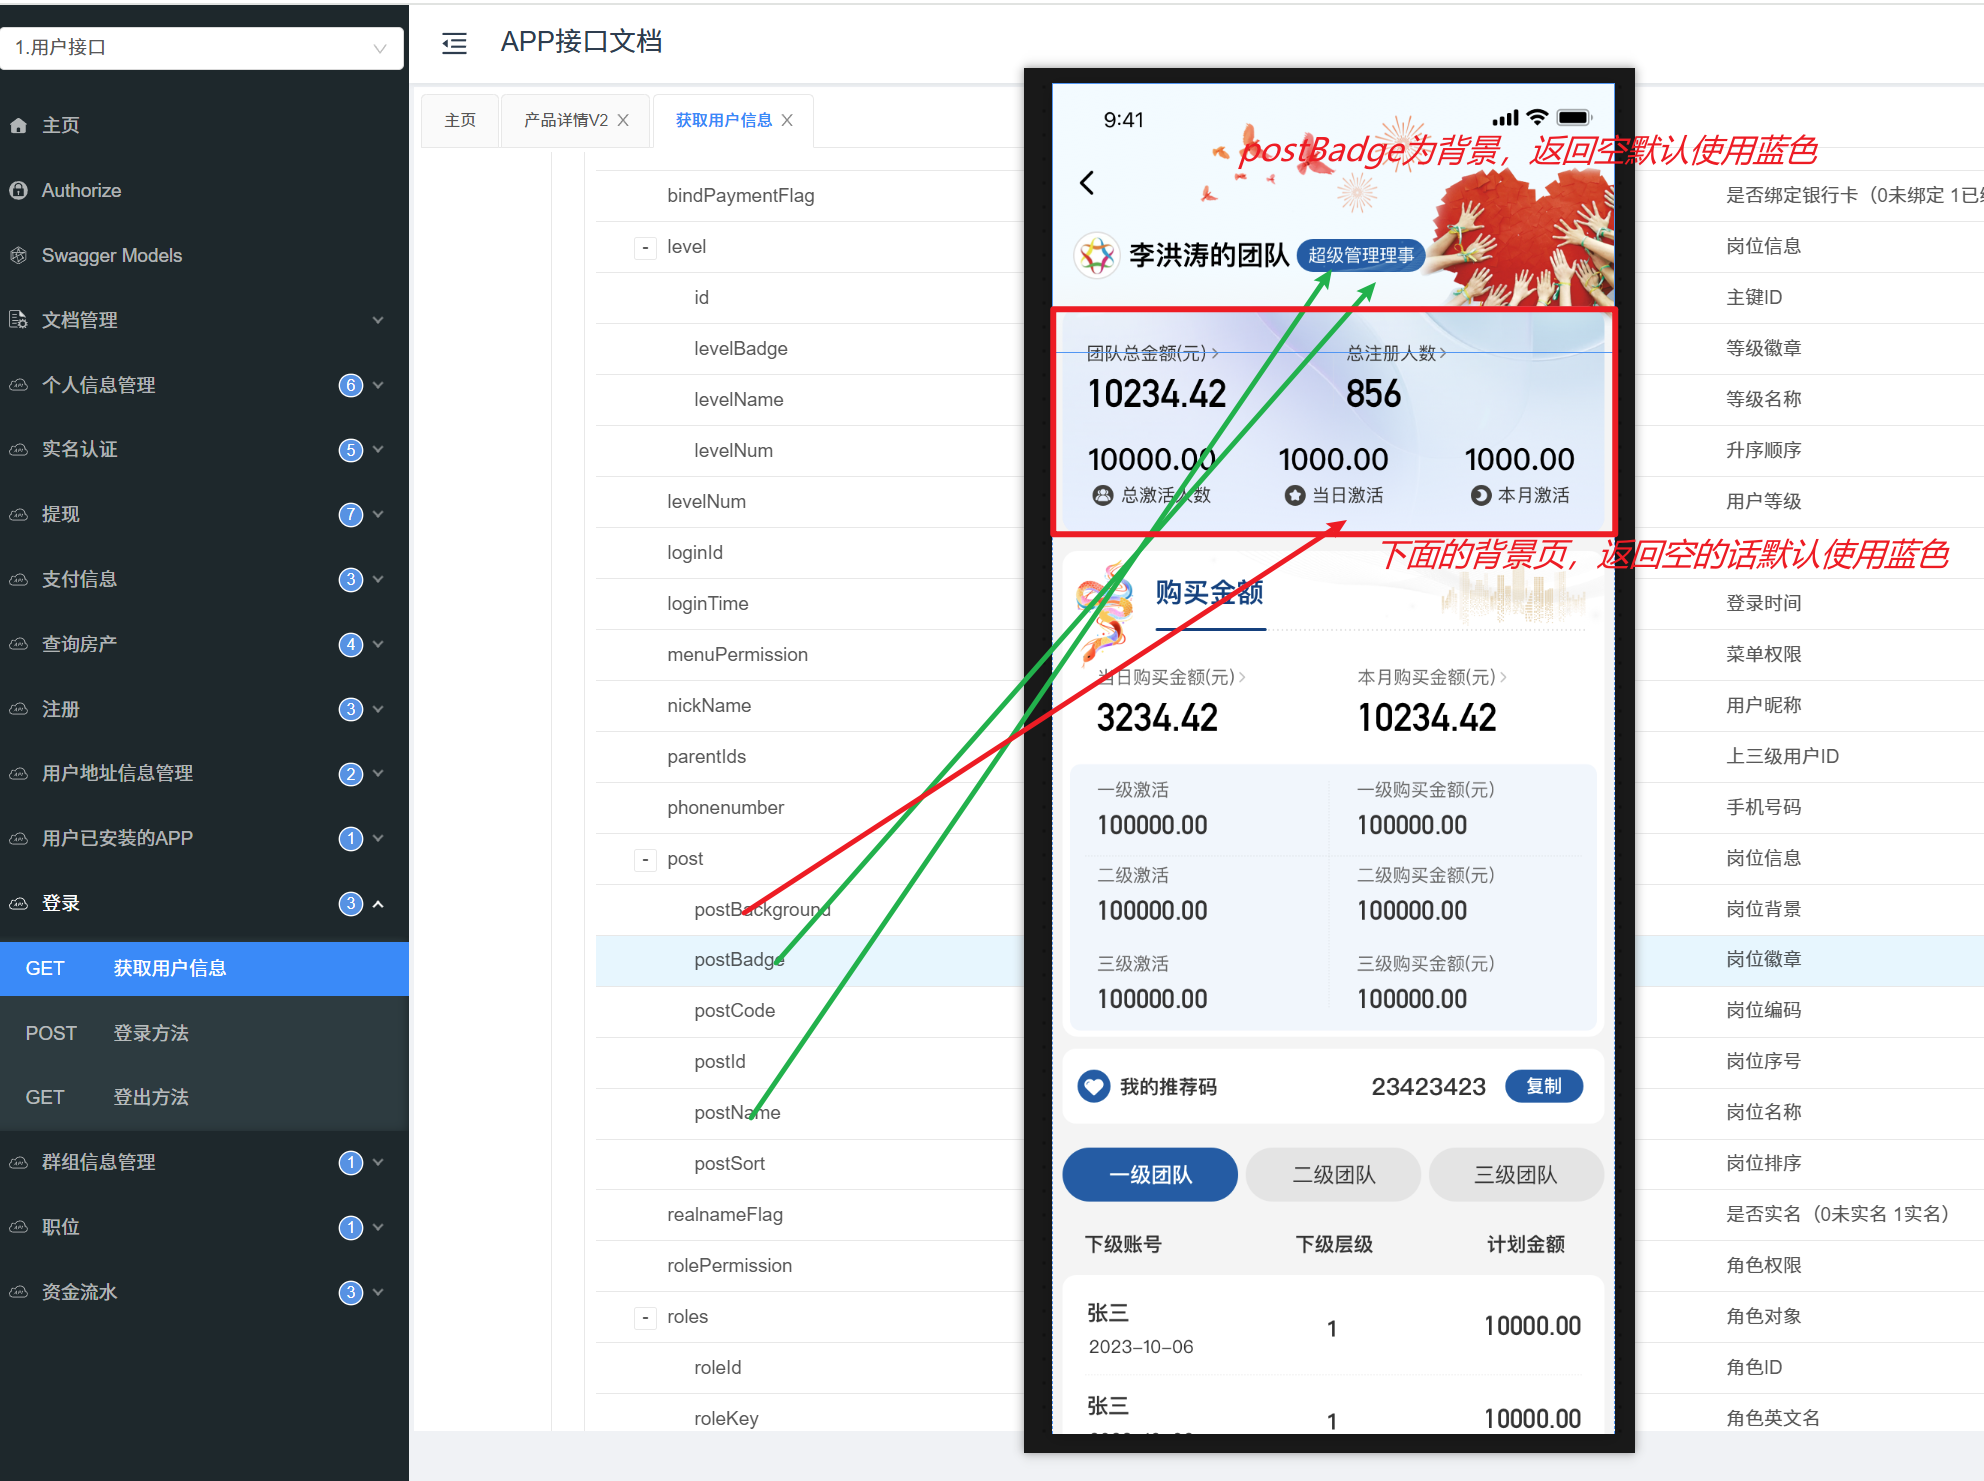 1.用户接口
主页
Authorize
Swagger Models
文档管理
个人信息管理 6
实名认证 5
提现 7
支付信息 3
查询房产 4
注册 3
用户地址信息管理 2
用户已安装的APP 1
登录 3
GET 获取用户信息
POST 登录方法
GET 登出方法
群组信息管理 1
职位 1
资金流水 3
APP接口文档
主页
产品详情V2
获取用户信息
bindPaymentFlag
level
id
levelBadge
levelName
levelNum
levelNum
loginId
loginTime
menuPermission
nickName
parentIds
phonenumber
post
postBackground
postBadge
postCode
postId
postName
postSort
realnameFlag
rolePermission
roles
roleId
roleKey
9:41
postBadge为背景，返回空默认使用蓝色
李洪涛的团队 超级管理理事
团队总金额(元) 总注册人数
10234.42 856
10000.00 1000.00 1000.00
总激活人数 当日激活 本月激活
下面的背景页，返回空的话默认使用蓝色
购买金额
当日购买金额(元) 本月购买金额(元)
3234.42 10234.42
一级激活 一级购买金额(元)
100000.00 100000.00
二级激活 二级购买金额(元)
100000.00 100000.00
三级激活 三级购买金额(元)
100000.00 100000.00
我的推荐码 23423423 复制
一级团队 二级团队 三级团队
下级账号 下级层级 计划金额
张三
2023-10-06
1 10000.00
张三
1 10000.00
是否绑定银行卡（0未绑定 1已
岗位信息
主键ID
等级徽章
等级名称
升序顺序
用户等级
登录时间
菜单权限
用户昵称
上三级用户ID
手机号码
岗位信息
岗位背景
岗位徽章
岗位编码
岗位序号
岗位名称
岗位排序
是否实名（0未实名 1实名）
角色权限
角色对象
角色ID
角色英文名